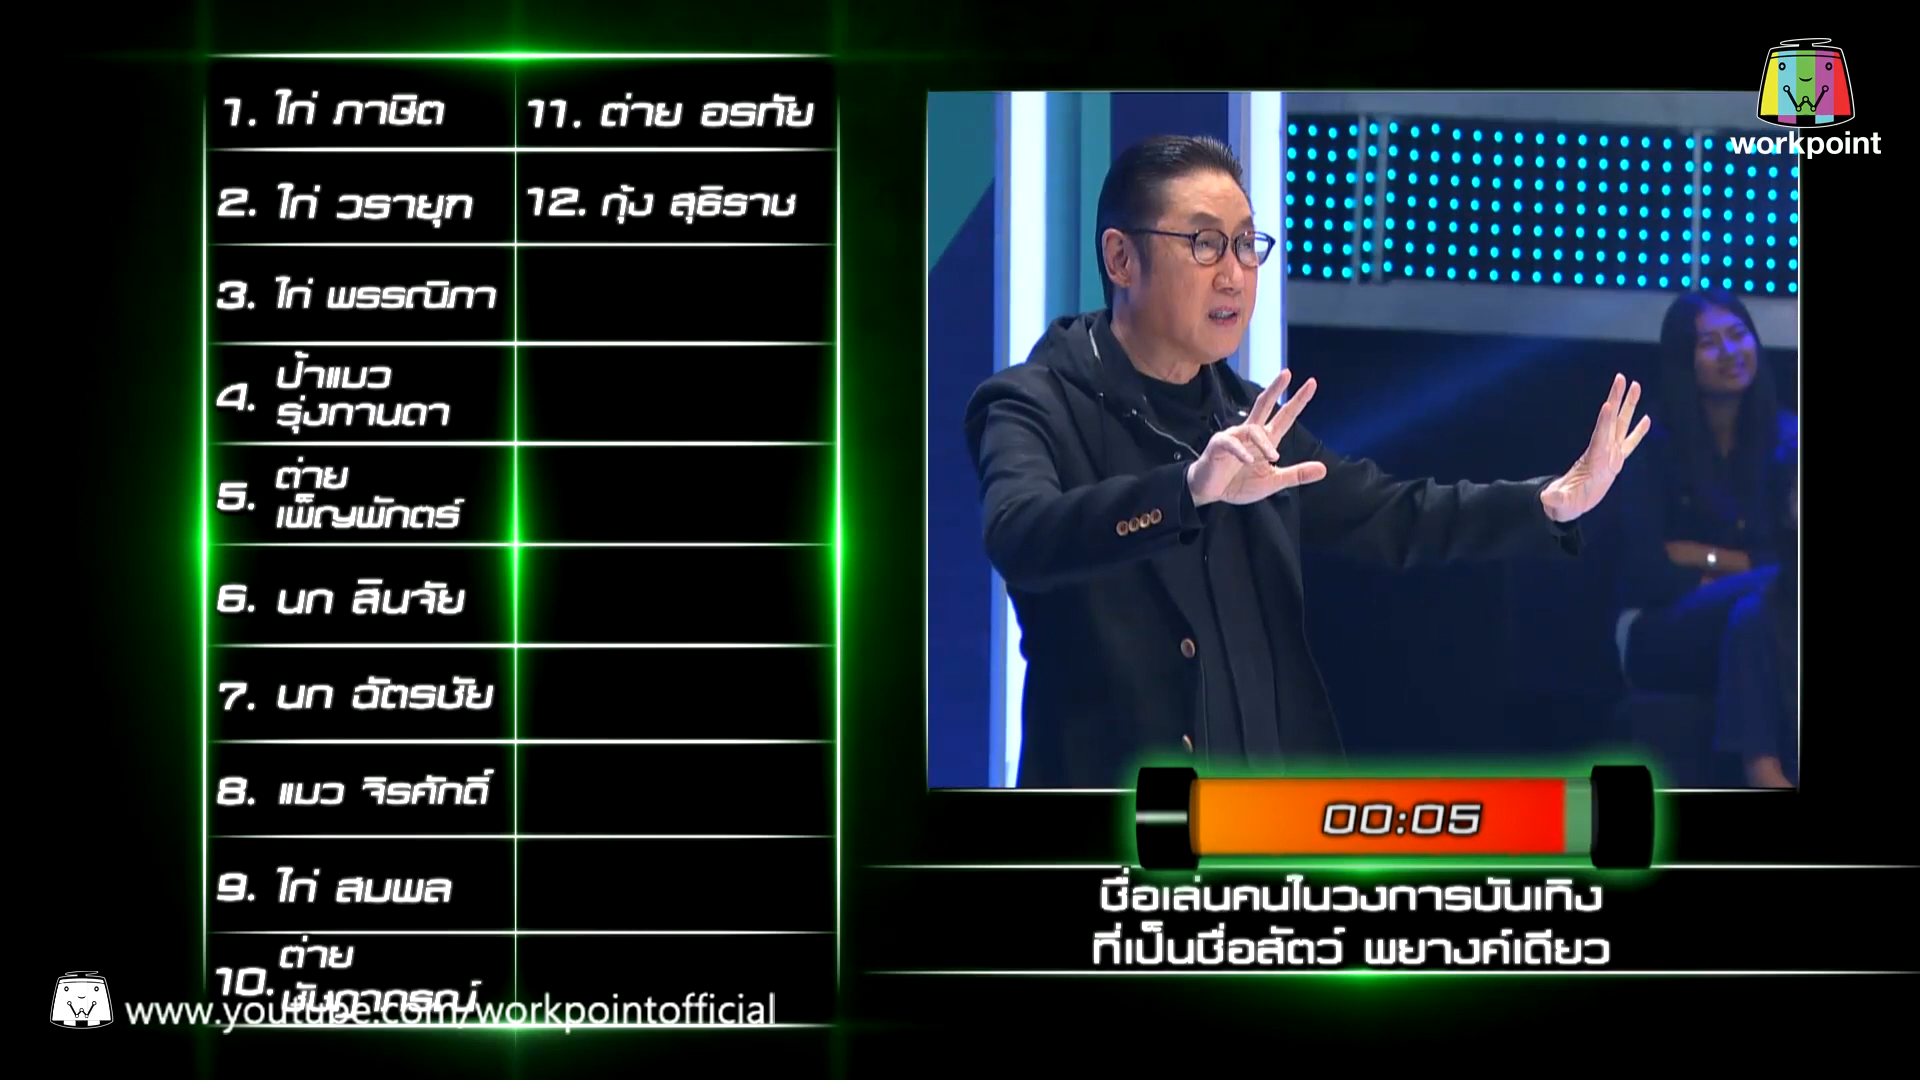 1. ไก่ ภาษิต
2. ไก่ วรายุฑ
3. ไก่ พรรณิภา
4. ป้าแมว
รุ่งกานดา
5. ต่าย
เพ็ญพักตร์
6. นก สินจัย
7. นก ฉัตรชัย
8. แมว จิรศักดิ์
9. ไก่ สมพล
10. ต่าย
11. ต่าย อรทัย
12. กุ้ง สุธิราช
workpoint
00:05
ชื่อเล่นคนในวงการบันเทิง
ที่เป็นชื่อสัตว์ พยางค์เดียว
www.youtube.com/workpointofficial